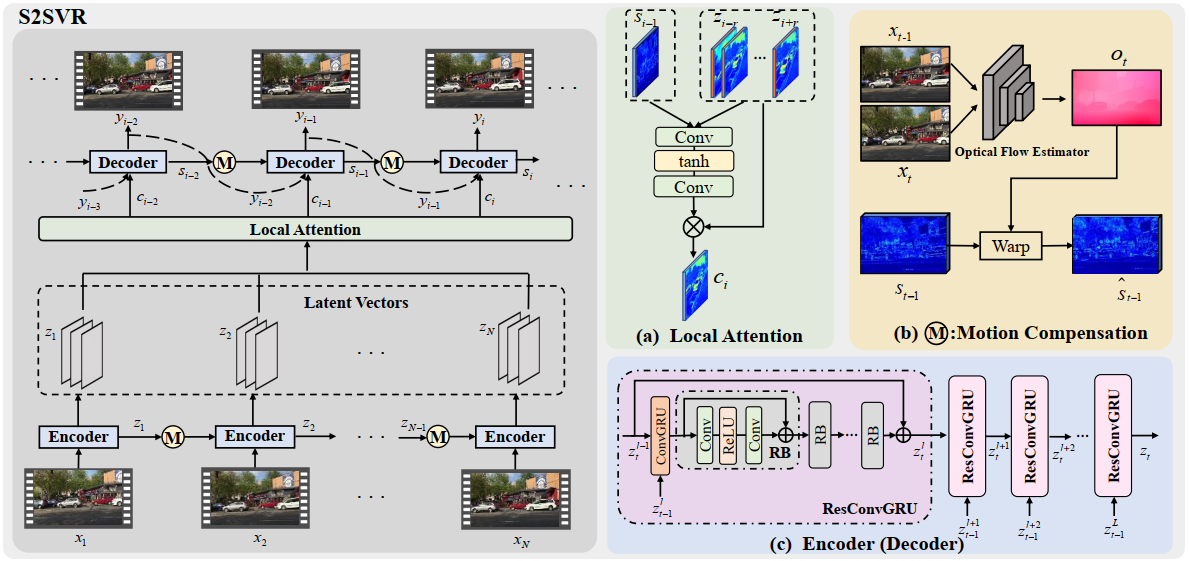 S2SVR
y_{i-2}
y_{i-1}
y_i
. . .
. . .
Decoder
s_{i-2}
M
Decoder
s_{i-1}
M
Decoder
s_i
. . .
. . .
y_{i-3}
c_{i-2}
y_{i-2}
c_{i-1}
y_{i-1}
c_i
Local Attention
Latent Vectors
z_1
z_2
z_N
. . .
Encoder
z_1
M
Encoder
z_2
. . .
z_{N-1}
M
Encoder
. . .
x_1
x_2
x_N
s_{i-1}
z_{i-r}
z_{i+r}
...
Conv
tanh
Conv
c_i
(a) Local Attention
x_{t-1}
x_t
Optical Flow Estimator
o_t
Warp
s_{t-1}
ŝ_{t-1}
(b) M:Motion Compensation
z_t^{l-1}
ConvGRU
z_{t-1}^l
Conv
ReLU
Conv
RB
RB
...
RB
z_t^l
ResConvGRU
ResConvGRU
z_t^{l+1}
ResConvGRU
z_t^{l+2}
...
ResConvGRU
z_t
z_{t-1}^{l+1}
z_{t-1}^{l+2}
z_{t-1}^L
(c) Encoder (Decoder)